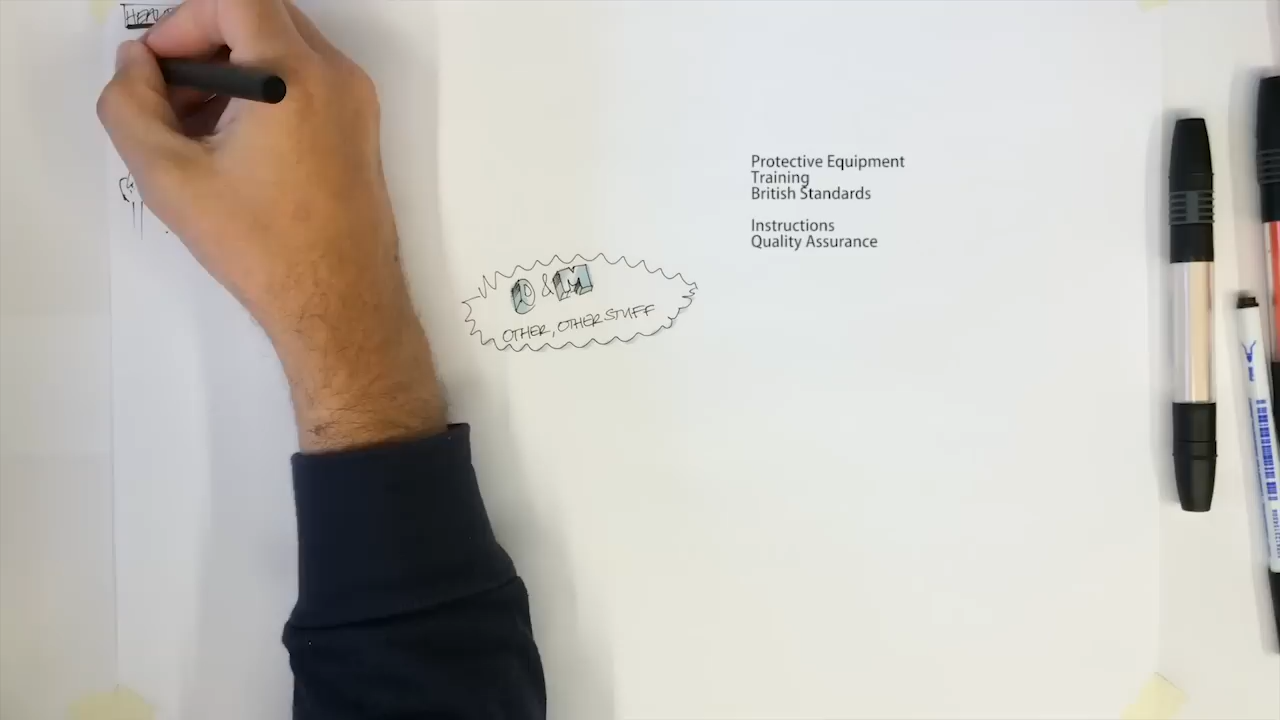 Protective Equipment
Training
British Standards
Instructions
Quality Assurance
O & M
OTHER, OTHER STUFF